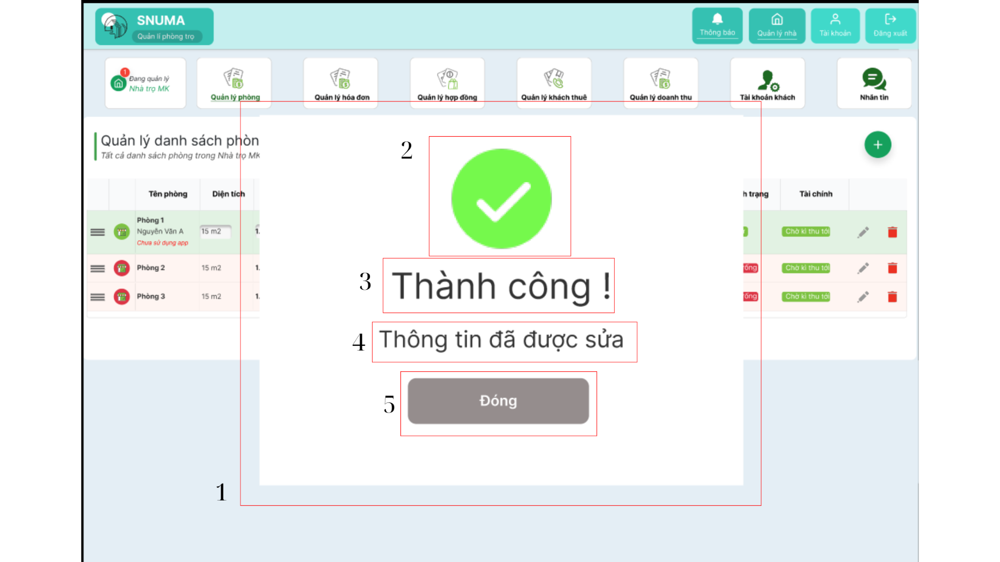 SNUMA
Quản lí phòng trọ
Thông báo
Quản lý nhà
Tài khoản
Đăng xuất
1
Đang quản lý
Nhà trọ MK
Quản lý phòng
Quản lý hóa đơn
Quản lý hợp đồng
Quản lý khách thuê
Quản lý doanh thu
Tài khoản khách
Nhắn tin
Quản lý danh sách phòn
Tất cả danh sách phòng trong Nhà trọ MK
+
Tên phòng
Diện tích
h trạng
Tài chính
Phòng 1
Nguyễn Văn A
Chưa sử dụng app
15 m2
1.
Chờ kì thu tới
Phòng 2
15 m2
1.
ống
Chờ kì thu tới
Phòng 3
15 m2
1.
ống
Chờ kì thu tới
2
3
Thành công !
4
Thông tin đã được sửa
5
Đóng
1